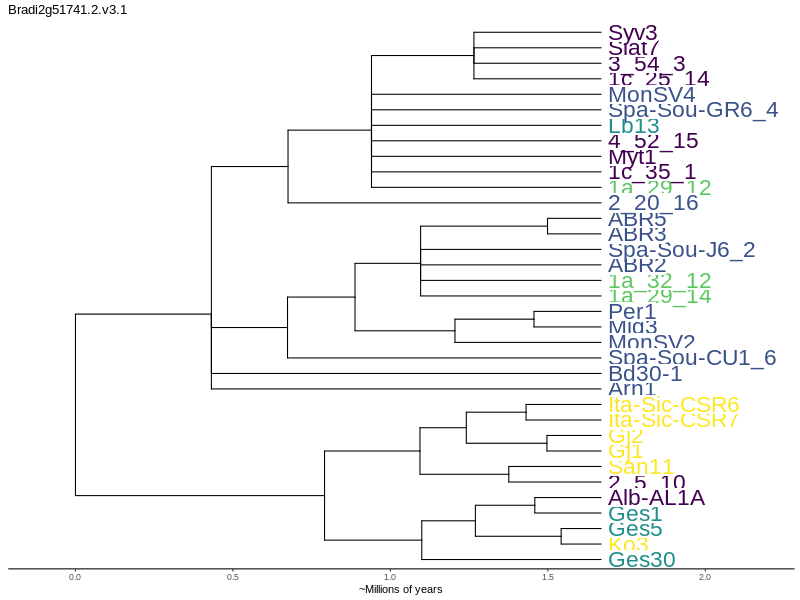 Bradi2g51741.2.v3.1
Syv3
Slat7
3_54_3
1c_25_14
MonSV4
Spa-Sou-GR6_4
Lb13
4_52_15
Myt1
1c_35_1
1a_29_12
2_20_16
ABR5
ABR3
Spa-Sou-J6_2
ABR2
1a_32_12
1a_29_14
Per1
Mig3
MonSV2
Spa-Sou-CU1_6
Bd30-1
Arn1
Ita-Sic-CSR6
Ita-Sic-CSR7
Gj2
Gj1
San11
2_5_10
Alb-AL1A
Ges1
Ges5
Ko3
Ges30
0.0 0.5 1.0 1.5 2.0
~Millions of years